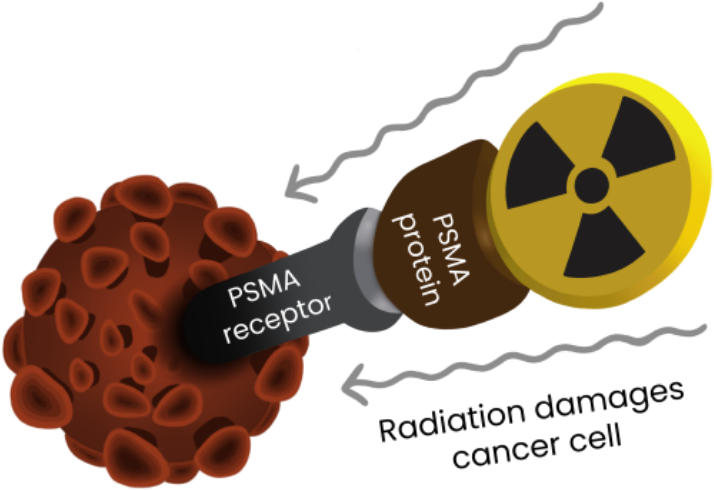 PSMA
receptor
PSMA
protein
Radiation damages
cancer cell